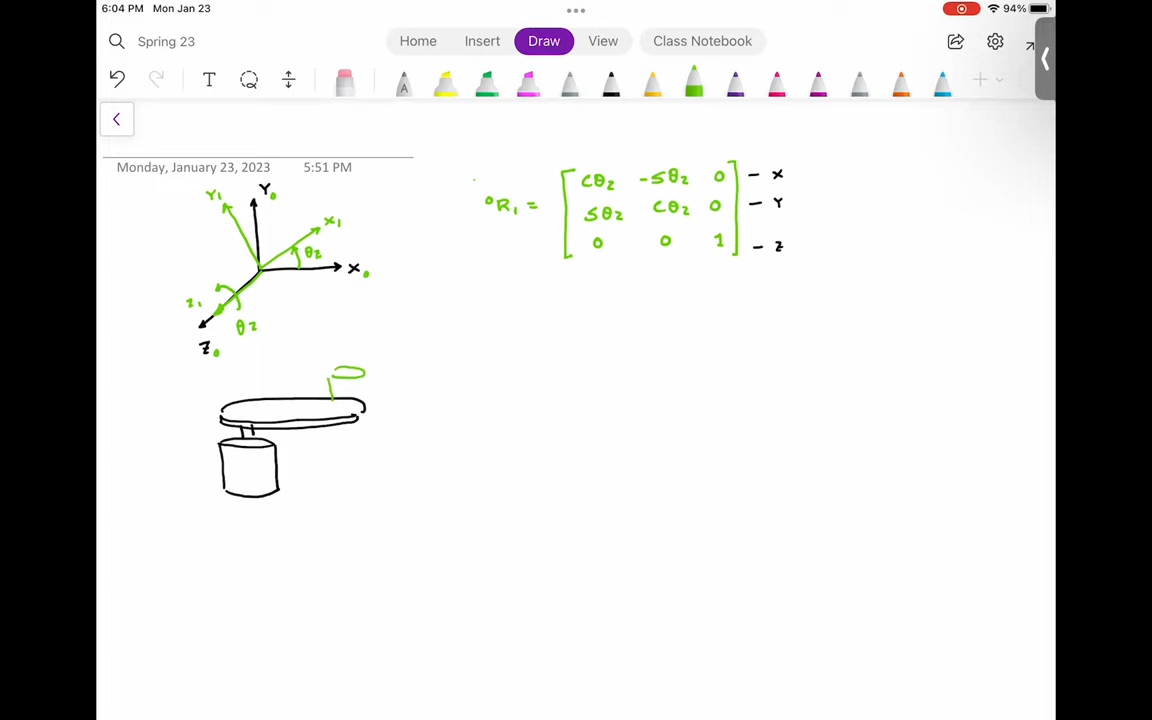 6:04 PM Mon Jan 23
94%
Spring 23
Home Insert Draw View Class Notebook
T
A
Monday, January 23, 2023 5:51 PM
Y₁ Y₀
X₁
θz
X₀
Z₁
θz
Z₀
⁰R₁ =
Cθz -Sθz 0 - X
Sθz Cθz 0 - Y
0 0 1 - Z